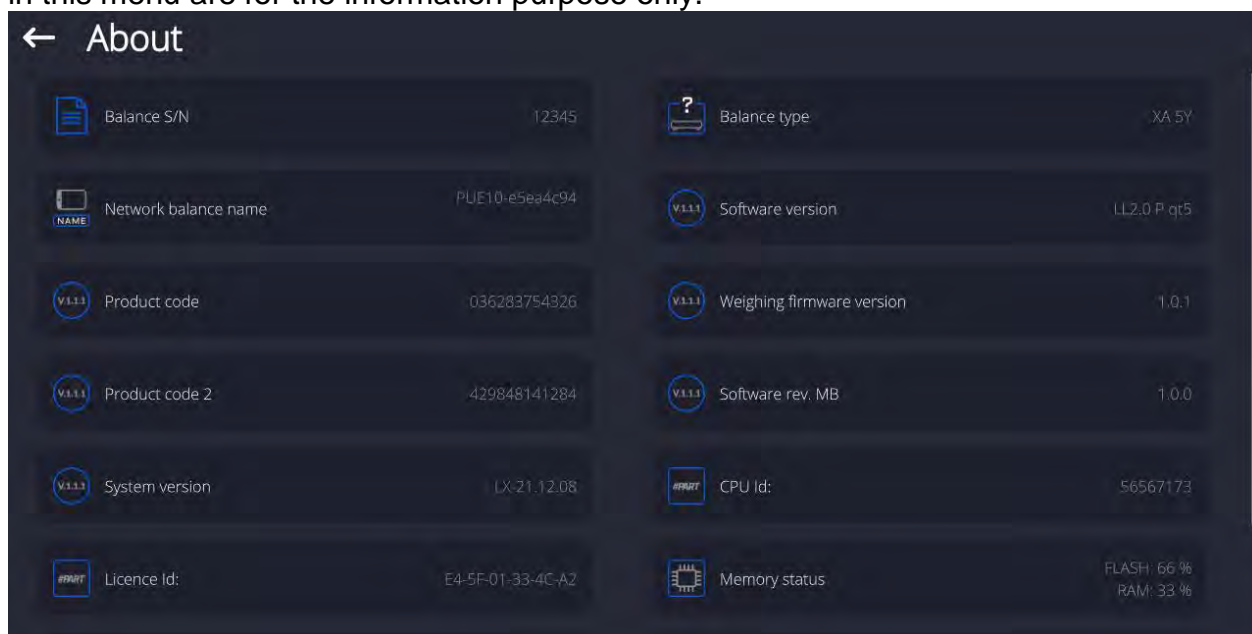 in this menu are for the information purpose only.
← About
Balance S/N 12345
Balance type XA 5Y
Network balance name PUE10-e5ea4c94
NAME
Software version LL2.0 P qt5
V.1.1.1
V.1.1.1
Product code 036283754326
V.1.1.1
Weighing firmware version 1.0.1
V.1.1.1
Product code 2 429848141284
V.1.1.1
Software rev. MB 1.0.0
V.1.1.1
System version LX-21.12.08
#PART
CPU Id: 56567173
#PART
Licence Id: E4-5F-01-33-4C-A2
Memory status FLASH: 66 %
RAM: 33 %